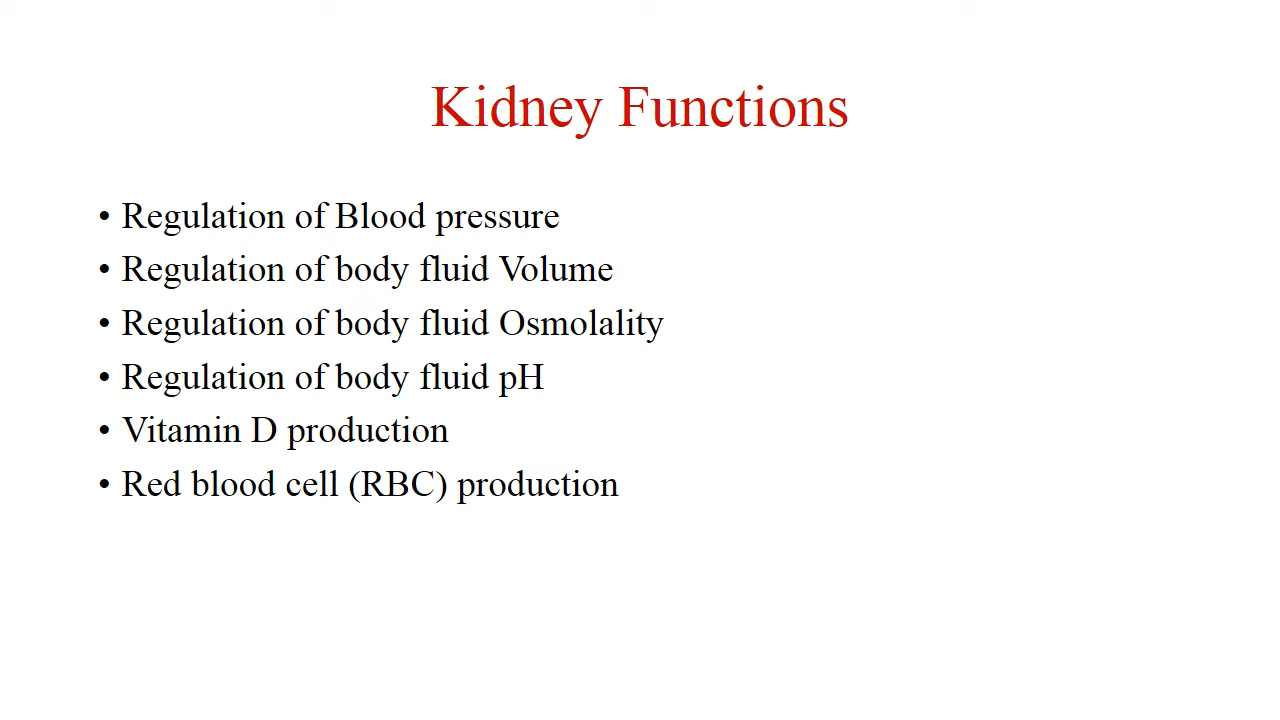 Kidney Functions
• Regulation of Blood pressure
• Regulation of body fluid Volume
• Regulation of body fluid Osmolality
• Regulation of body fluid pH
• Vitamin D production
• Red blood cell (RBC) production